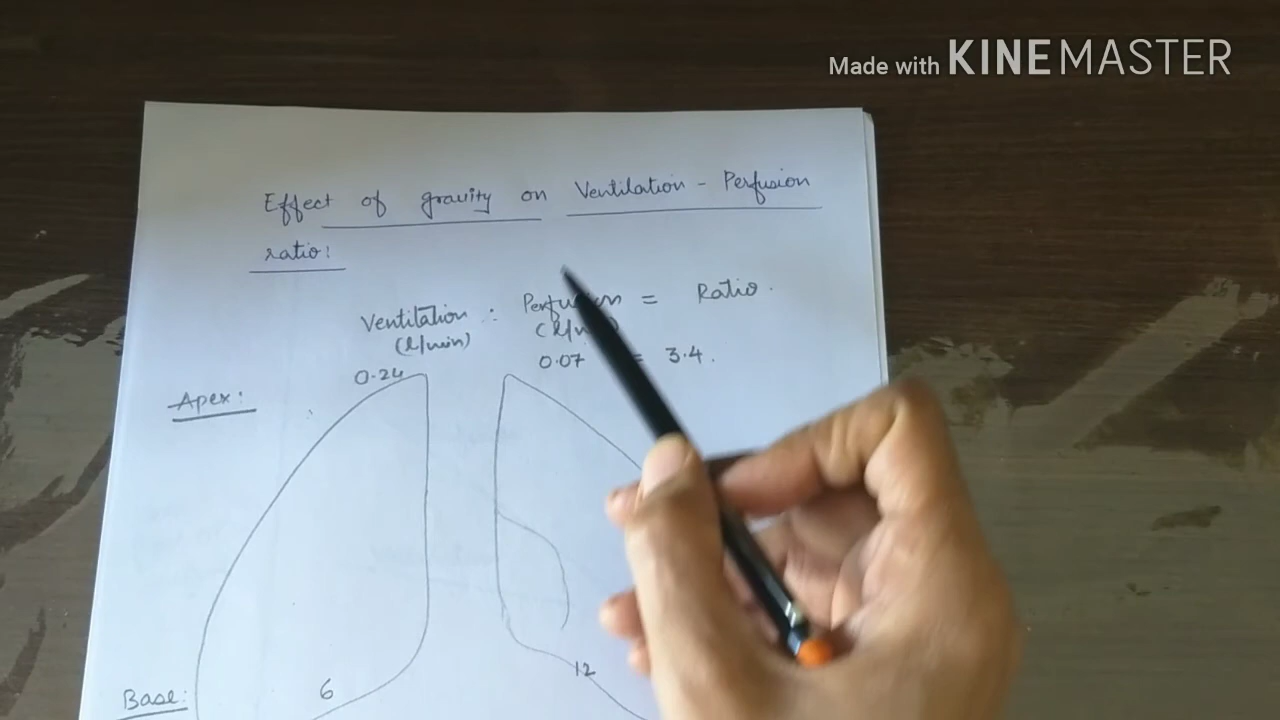 Made with KINEMASTER
Effect of gravity on Ventilation - Perfusion
ratio:
Ventilation : Perfusion = Ratio.
(l/min)
0.24 0.07 = 3.4.
Apex:
Base: 6 12